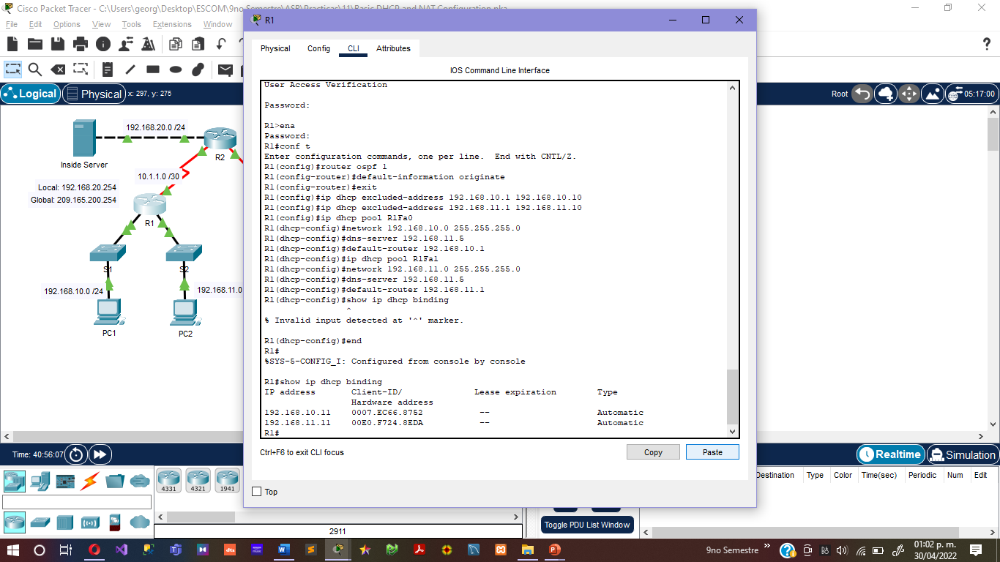 Cisco Packet Tracer - C:\Users\georg\Desktop\ESCOM\9no Semestre\ASR\Practicas\11\Basic DHCP and NAT Configuration.pka
File Edit Options View Tools Extensions Window
Logical Physical x: 297, y: 275
Root 05:17:00
192.168.20.0 /24
R2
Inside Server
10.1.1.0 /30
Local: 192.168.20.254
Global: 209.165.200.254
R1
S1
S2
192.168.10.0 /24
192.168.11.0
PC1
PC2
R1
Physical Config CLI Attributes
IOS Command Line Interface
User Access Verification
Password:
R1>ena
Password:
R1#conf t
Enter configuration commands, one per line. End with CNTL/Z.
R1(config)#router ospf 1
R1(config-router)#default-information originate
R1(config-router)#exit
R1(config)#ip dhcp excluded-address 192.168.10.1 192.168.10.10
R1(config)#ip dhcp excluded-address 192.168.11.1 192.168.11.10
R1(config)#ip dhcp pool R1Fa0
R1(dhcp-config)#network 192.168.10.0 255.255.255.0
R1(dhcp-config)#dns-server 192.168.11.5
R1(dhcp-config)#default-router 192.168.10.1
R1(dhcp-config)#ip dhcp pool R1Fa1
R1(dhcp-config)#network 192.168.11.0 255.255.255.0
R1(dhcp-config)#dns-server 192.168.11.5
R1(dhcp-config)#default-router 192.168.11.1
R1(dhcp-config)#show ip dhcp binding
^
% Invalid input detected at '^' marker.
R1(dhcp-config)#end
R1#
%SYS-5-CONFIG_I: Configured from console by console
R1#show ip dhcp binding
IP address Client-ID/ Lease expiration Type
Hardware address
192.168.10.11 0007.EC66.8752 -- Automatic
192.168.11.11 00E0.F724.8EDA -- Automatic
R1#
Ctrl+F6 to exit CLI focus
Copy Paste
Top
Time: 40:56:07
Realtime Simulation
4331 4321 1941
2911
Destination Type Color Time(sec) Periodic Num Edit
Toggle PDU List Window
9no Semestre
01:02 p. m.
30/04/2022